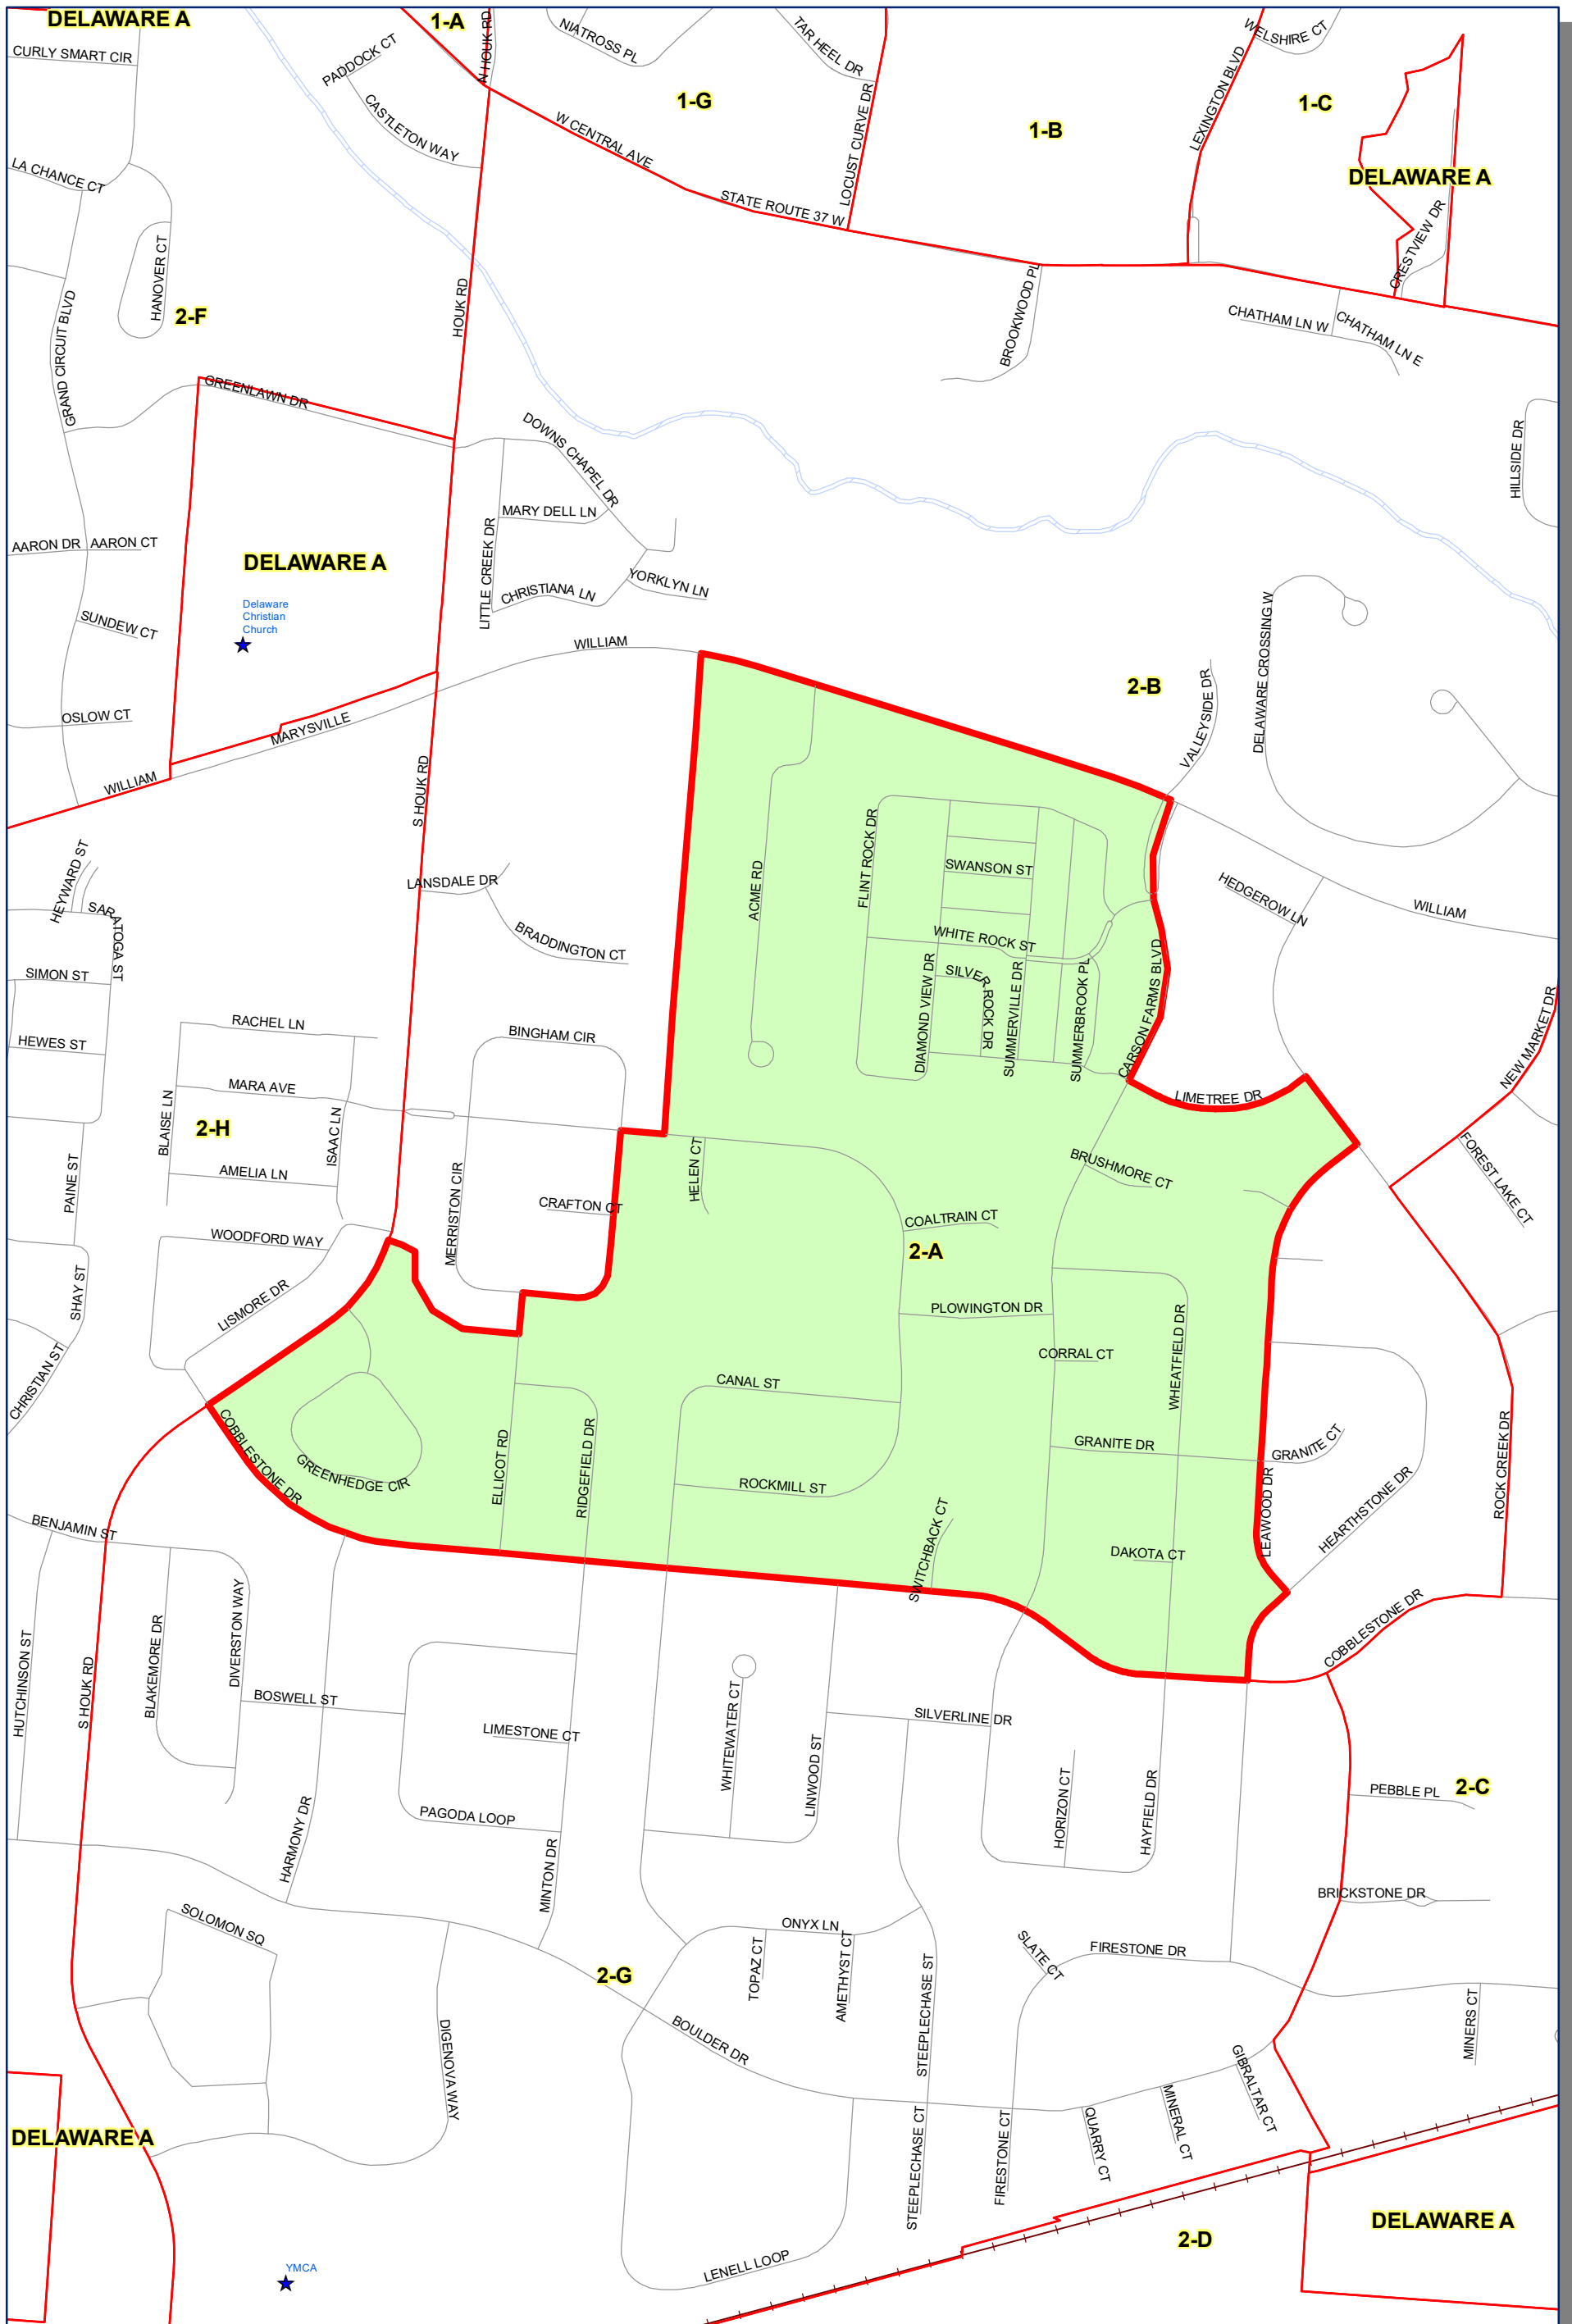 DELAWARE A
1-A
N HOUK RD
NIATROSS PL
TAR HEEL DR
WELSHIRE CT
CURLY SMART CIR
PADDOCK CT
LEXINGTON BLVD
1-G
1-C
CASTLETON WAY
W CENTRAL AVE
LOCUST CURVE DR
1-B
LA CHANCE CT
DELAWARE A
STATE ROUTE 37 W
CRESTVIEW DR
HANOVER CT
2-F
HOUK RD
BROOKWOOD PL
CHATHAM LN W
CHATHAM LN E
GRAND CIRCUIT BLVD
GREENLAWN DR
DOWNS CHAPEL DR
HILLSIDE DR
MARY DELL LN
AARON DR
AARON CT
DELAWARE A
LITTLE CREEK DR
YORKLYN LN
CHRISTIANA LN
Delaware
Christian
Church
SUNDEW CT
WILLIAM
DELAWARE CROSSING W
2-B
VALLEYSIDE DR
OSLOW CT
MARYSVILLE
WILLIAM
S HOUK RD
HEYWARD ST
LANSDALE DR
ACME RD
FLINT ROCK DR
SWANSON ST
HEDGEROW LN
WILLIAM
SARATOGA ST
BRADDINGTON CT
WHITE ROCK ST
SIMON ST
SILVER ROCK DR
DIAMOND VIEW DR
SUMMERVILLE DR
SUMMERBROOK PL
CARSON FARMS BLVD
NEW MARKET DR
RACHEL LN
BINGHAM CIR
HEWES ST
MARA AVE
LIMETREE DR
BLAISE LN
2-H
ISAAC LN
HELEN CT
FOREST LAKE CT
PAINE ST
AMELIA LN
MERRISTON CIR
CRAFTON CT
BRUSHMORE CT
COALTRAIN CT
WOODFORD WAY
2-A
SHAY ST
LISMORE DR
PLOWINGTON DR
WHEATFIELD DR
CORRAL CT
CHRISTIAN ST
CANAL ST
COBBLESTONE DR
GREENHEDGE CIR
ELLICOT RD
RIDGEFIELD DR
GRANITE DR
GRANITE CT
ROCKMILL ST
LEAWOOD DR
HEARTHSTONE DR
ROCK CREEK DR
BENJAMIN ST
SWITCHBACK CT
DAKOTA CT
COBBLESTONE DR
HUTCHINSON ST
S HOUK RD
BLAKEMORE DR
DIVERSTON WAY
BOSWELL ST
LIMESTONE CT
WHITEWATER CT
LINWOOD ST
SILVERLINE DR
HORIZON CT
HAYFIELD DR
PEBBLE PL
2-C
PAGODA LOOP
HARMONY DR
MINTON DR
BRICKSTONE DR
SOLOMON SQ
ONYX LN
TOPAZ CT
AMETHYST CT
STEEPLECHASE ST
SLATE CT
FIRESTONE DR
2-G
MINERS CT
BOULDER DR
DIGENOVA WAY
GIBRALTAR CT
MINERAL CT
QUARRY CT
DELAWARE A
STEEPLECHASE CT
FIRESTONE CT
DELAWARE A
2-D
YMCA
LENELL LOOP